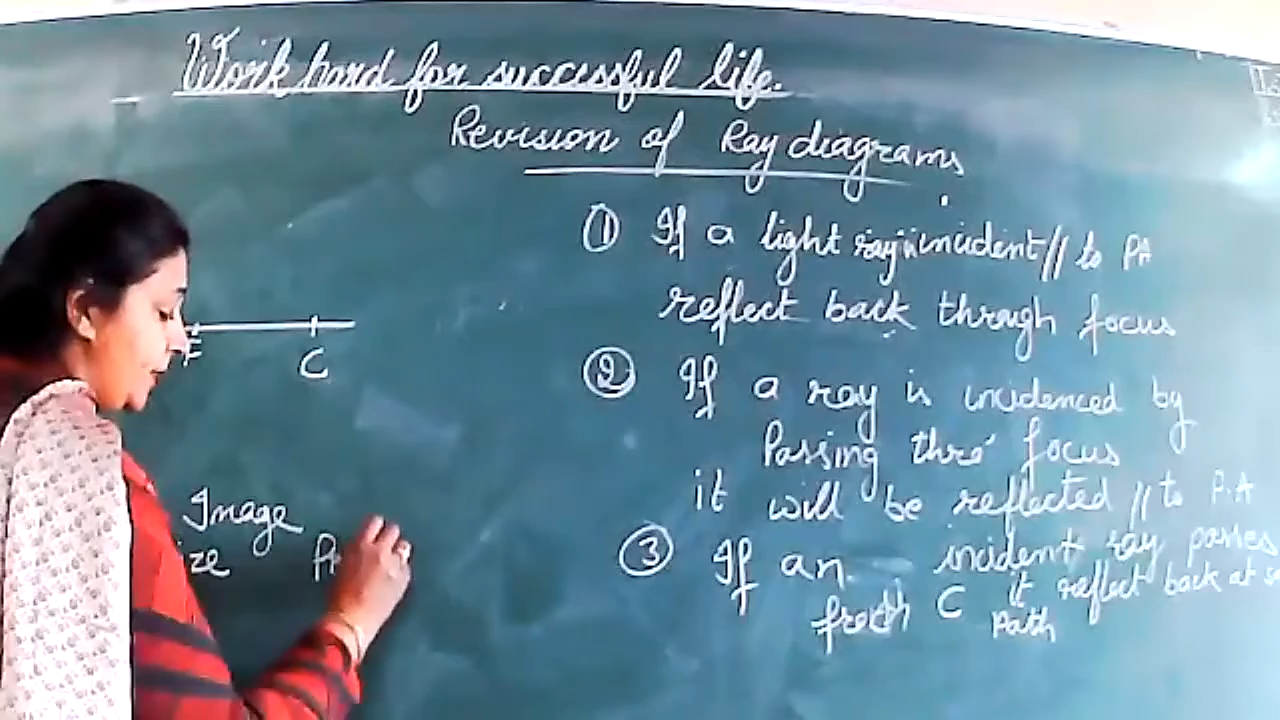 Work hard for successful life.
Revision of Ray diagrams
① If a light ray is incident // to PA
reflect back through focus
② If a ray is incidenced by
Passing thro' focus
it will be reflected // to P.A
③ If an incident ray passes
from C it reflect back at
Path
F
C
Image